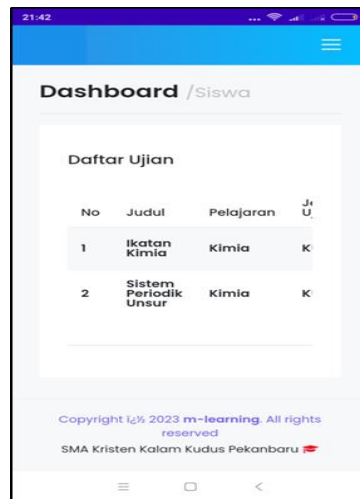 21:42
Dashboard /Siswa
Daftar Ujian
No Judul Pelajaran
1 Ikatan Kimia Kimia K
2 Sistem Periodik Unsur Kimia K
Copyright ï¿½ 2023 m-learning. All rights
reserved
SMA Kristen Kalam Kudus Pekanbaru